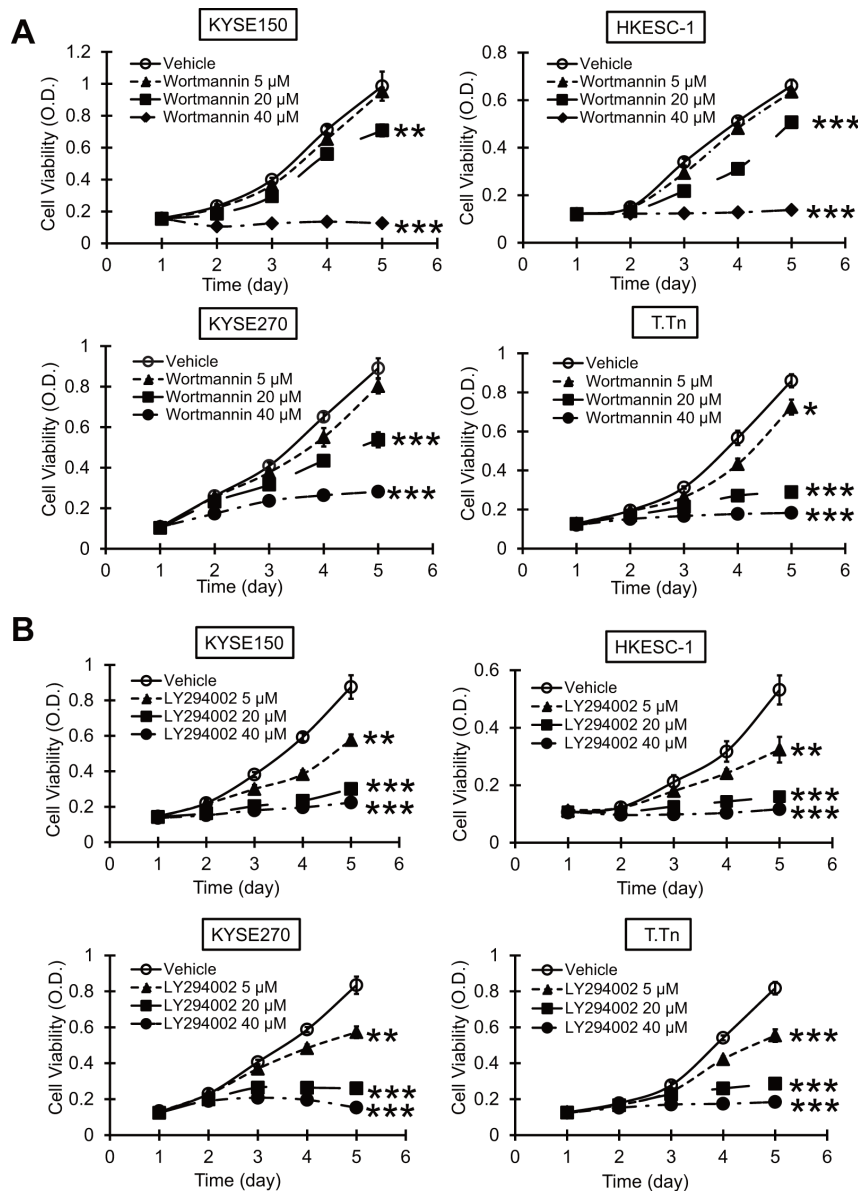 A
KYSE150
Cell Viability (O.D.)
1.2
1
0.8
0.6
0.4
0.2
0
Vehicle
Wortmannin 5 µM
Wortmannin 20 µM
Wortmannin 40 µM
**
***
0 1 2 3 4 5 6
Time (day)
HKESC-1
Cell Viability (O.D.)
0.8
0.6
0.4
0.2
0
Vehicle
Wortmannin 5 µM
Wortmannin 20 µM
Wortmannin 40 µM
***
***
0 1 2 3 4 5 6
Time (day)
KYSE270
Cell Viability (O.D.)
1
0.8
0.6
0.4
0.2
0
Vehicle
Wortmannin 5 µM
Wortmannin 20 µM
Wortmannin 40 µM
***
***
0 1 2 3 4 5 6
Time (day)
T.Tn
Cell Viability (O.D.)
1
0.8
0.6
0.4
0.2
0
Vehicle
Wortmannin 5 µM
Wortmannin 20 µM
Wortmannin 40 µM
*
***
***
0 1 2 3 4 5 6
Time (day)
B
KYSE150
Cell Viability (O.D.)
1
0.8
0.6
0.4
0.2
0
Vehicle
LY294002 5 µM
LY294002 20 µM
LY294002 40 µM
**
***
***
0 1 2 3 4 5 6
Time (day)
HKESC-1
Cell Viability (O.D.)
0.6
0.4
0.2
0
Vehicle
LY294002 5 µM
LY294002 20 µM
LY294002 40 µM
**
***
***
0 1 2 3 4 5 6
Time (day)
KYSE270
Cell Viability (O.D.)
1
0.8
0.6
0.4
0.2
0
Vehicle
LY294002 5 µM
LY294002 20 µM
LY294002 40 µM
**
***
***
0 1 2 3 4 5 6
Time (day)
T.Tn
Cell Viability (O.D.)
1
0.8
0.6
0.4
0.2
0
Vehicle
LY294002 5 µM
LY294002 20 µM
LY294002 40 µM
***
***
***
0 1 2 3 4 5 6
Time (day)